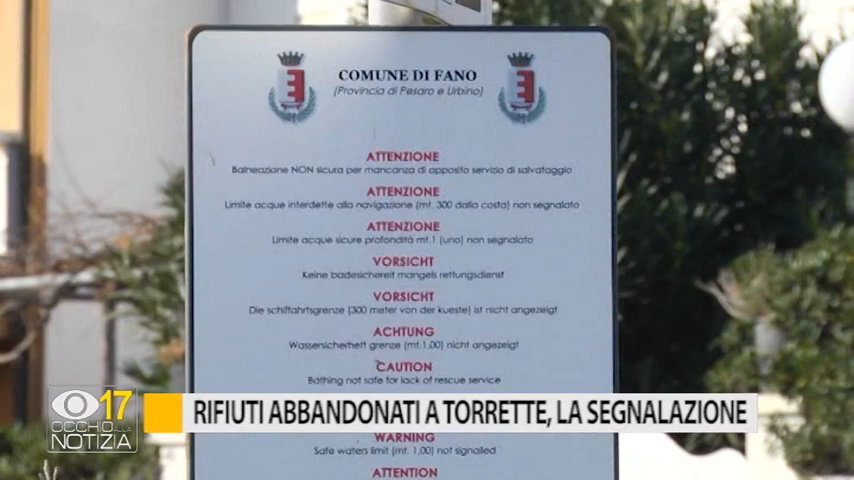 COMUNE DI FANO
(Provincia di Pesaro e Urbino)
ATTENZIONE
Balneazione NON sicura per mancanza di apposito servizio di salvataggio
ATTENZIONE
Limite acque interdette alla navigazione (mt. 300 dalla costa) non segnalato
ATTENZIONE
Limite acque sicure profondità mt.1 (uno) non segnalato
VORSICHT
Keine badesichereit mangels rettungsdienst
VORSICHT
Die schiffahrtsgrenze (300 meter von der kueste) ist nicht angezeigt
ACHTUNG
Wassersicherheft grenze (mt.1,00) nicht angezeigt
CAUTION
Bathing not safe for lack of rescue service
17
OCCHIO ALLA
NOTIZIA
RIFIUTI ABBANDONATI A TORRETTE, LA SEGNALAZIONE
WARNING
Safe waters limit (mt. 1,00) not signalled
ATTENTION